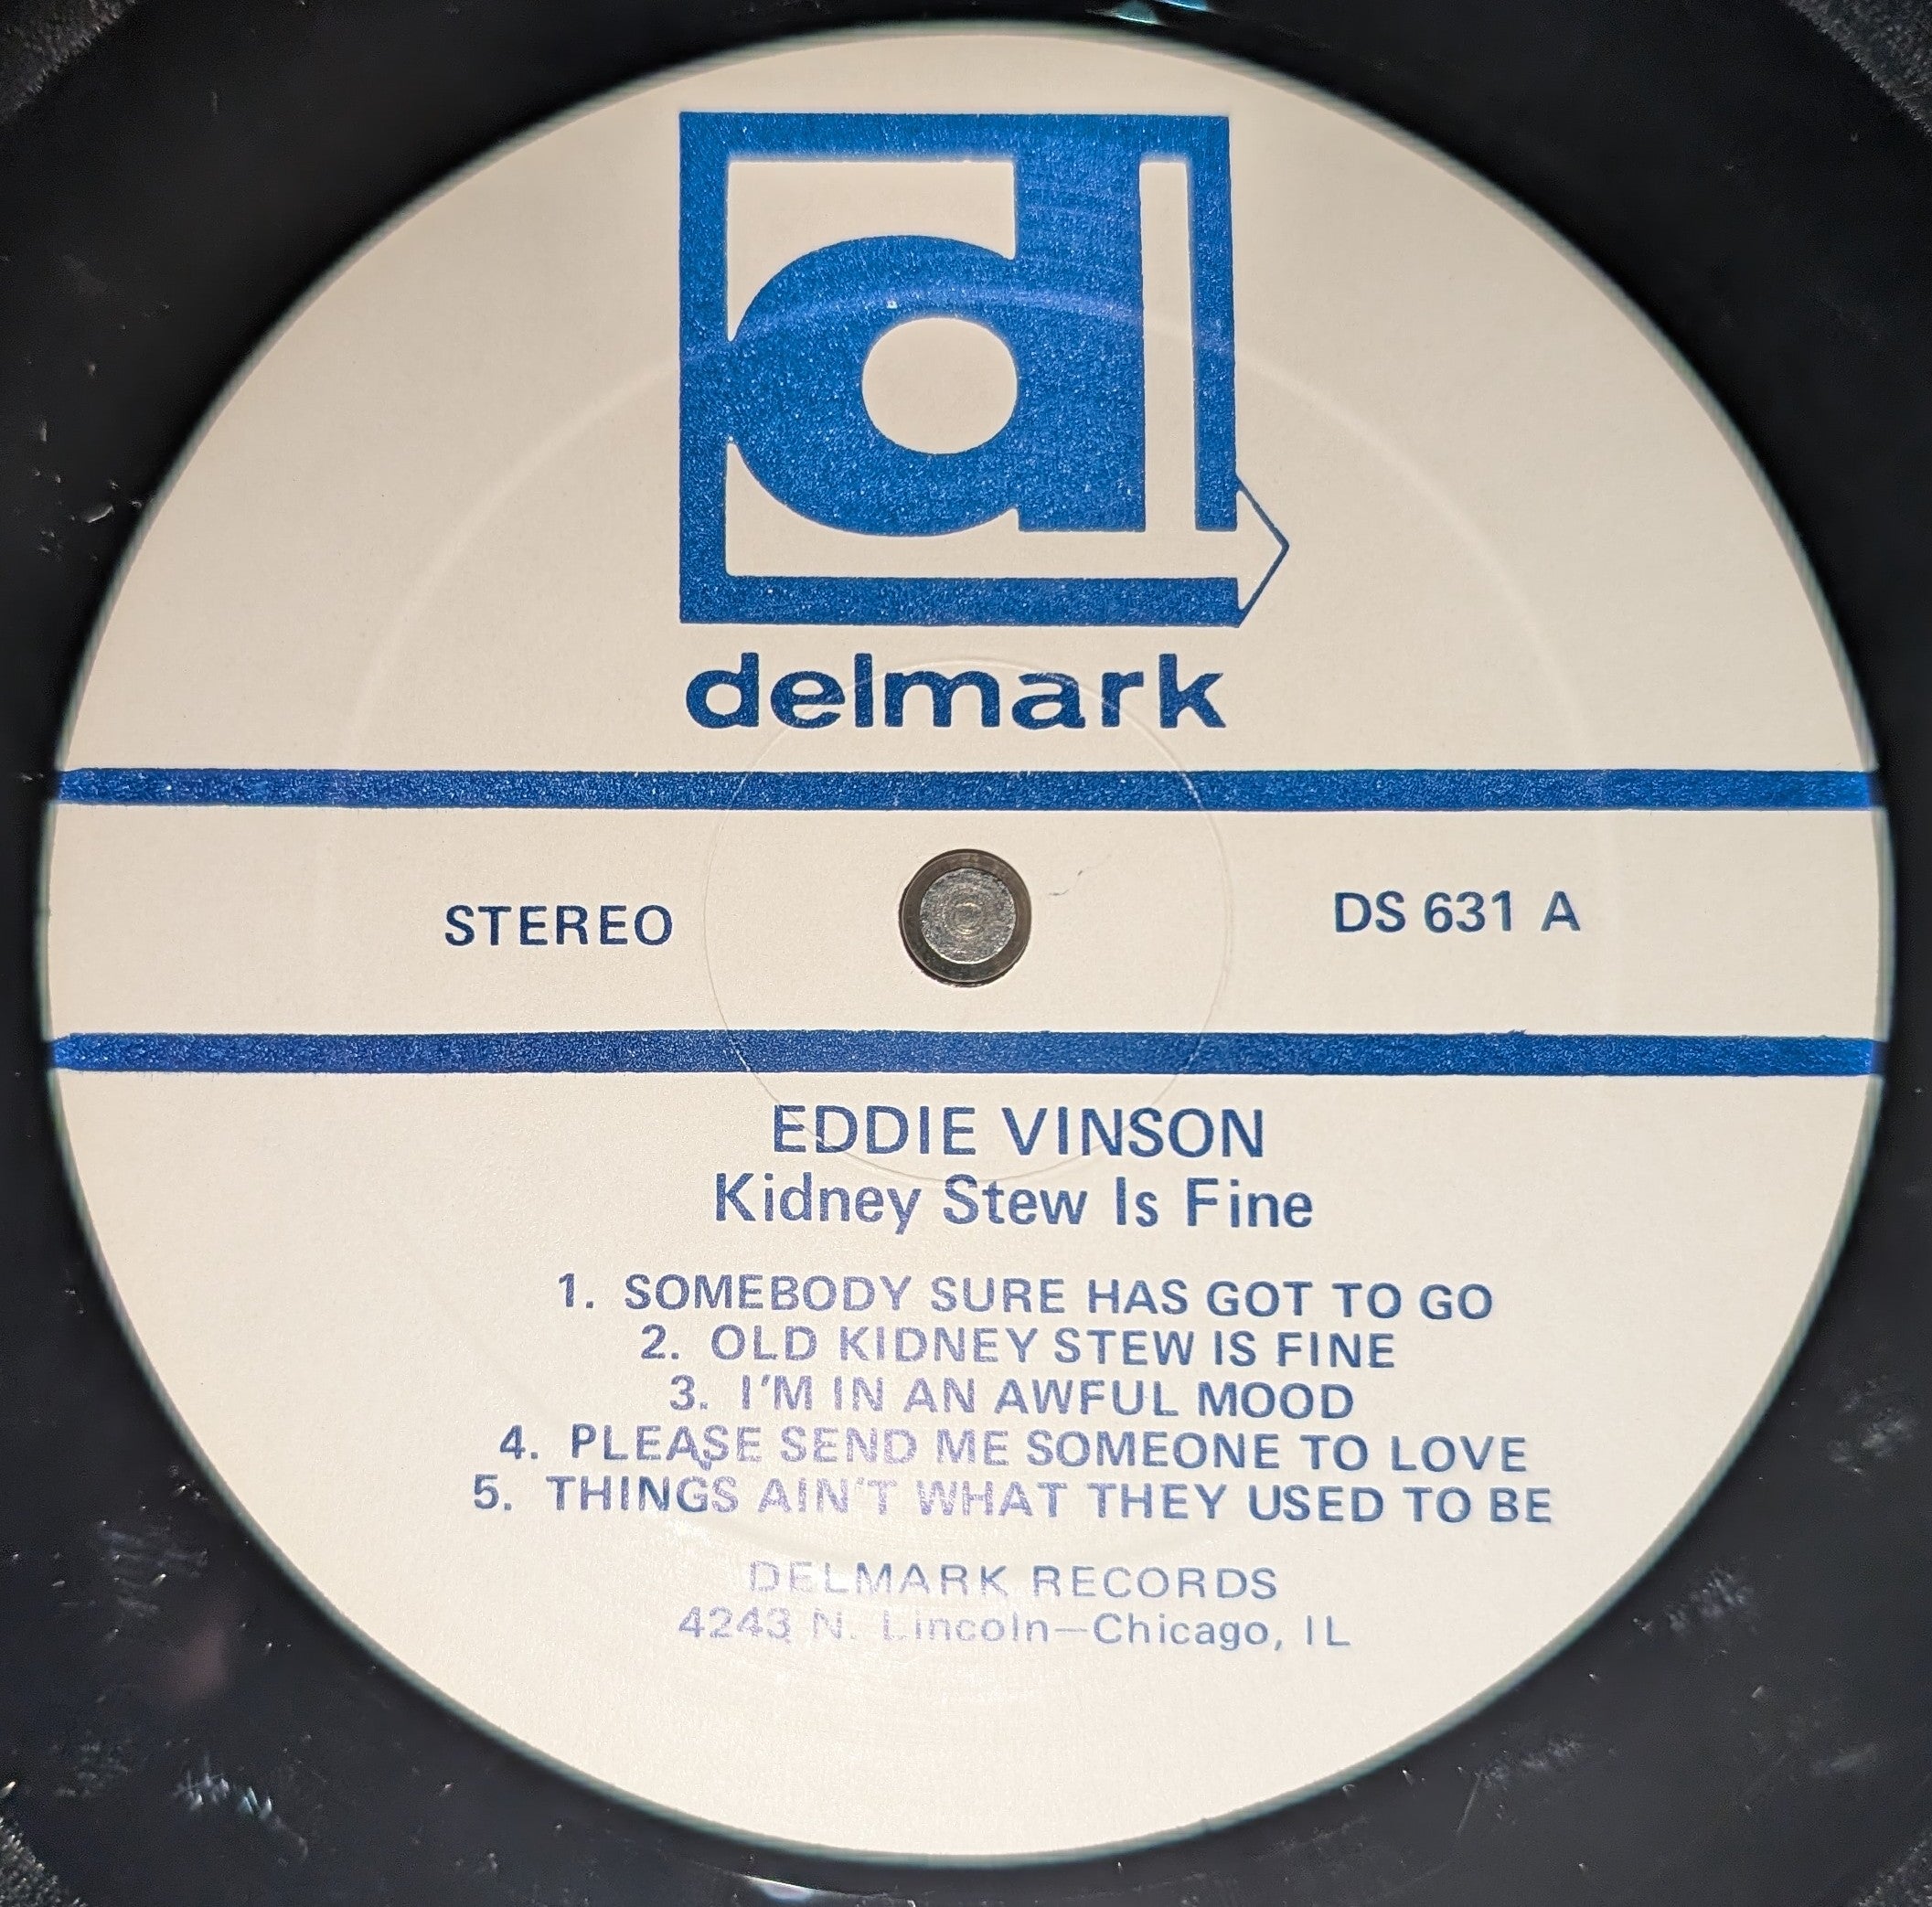 d
delmark
STEREO
DS 631 A
EDDIE VINSON
Kidney Stew Is Fine
1. SOMEBODY SURE HAS GOT TO GO
2. OLD KIDNEY STEW IS FINE
3. I'M IN AN AWFUL MOOD
4. PLEASE SEND ME SOMEONE TO LOVE
5. THINGS AIN'T WHAT THEY USED TO BE
DELMARK RECORDS
4243 N. Lincoln—Chicago, IL